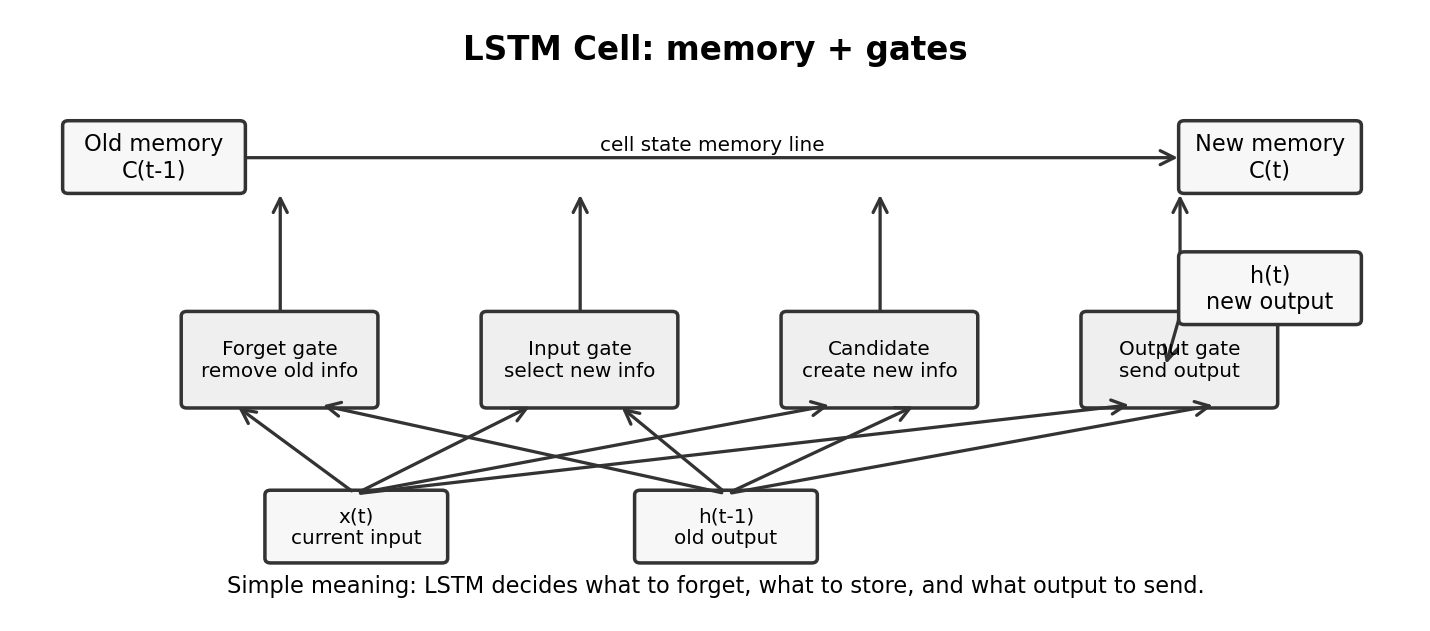 LSTM Cell: memory + gates
Old memory
C(t-1)
cell state memory line
New memory
C(t)
h(t)
new output
Forget gate
remove old info
Input gate
select new info
Candidate
create new info
Output gate
send output
x(t)
current input
h(t-1)
old output
Simple meaning: LSTM decides what to forget, what to store, and what output to send.